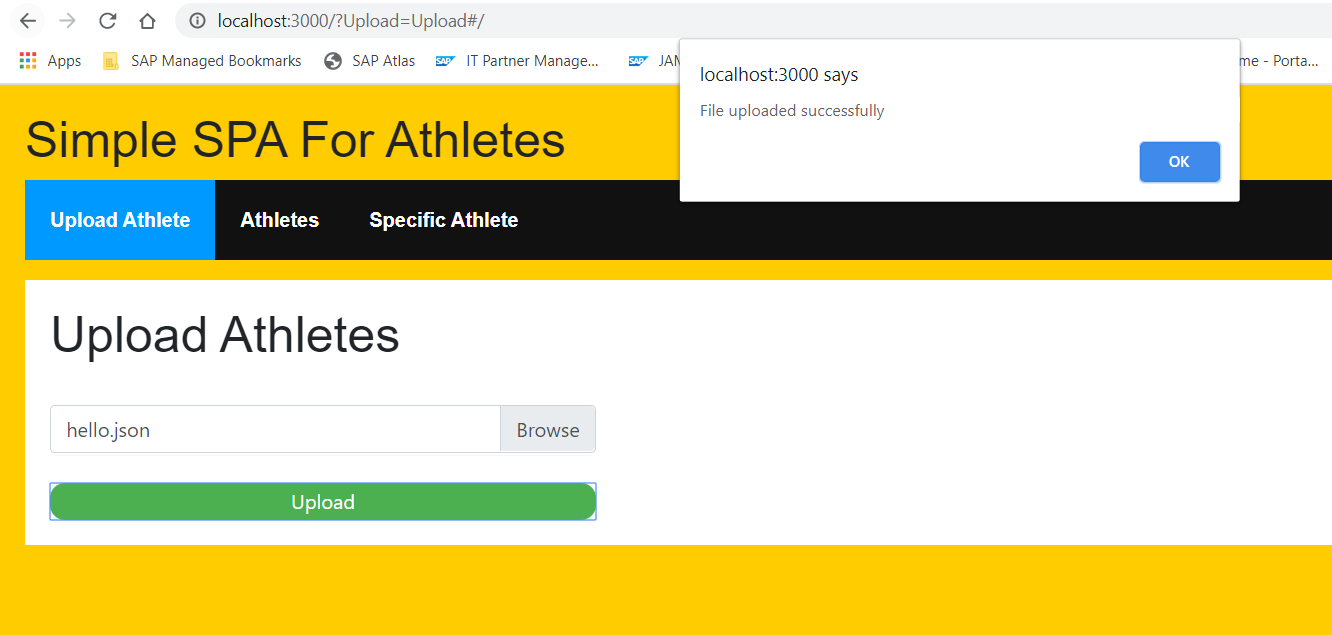 localhost:3000/?Upload=Upload#/
Apps SAP Managed Bookmarks SAP Atlas SAP IT Partner Manage... SAP JAM me - Porta...
localhost:3000 says
File uploaded successfully
OK
Simple SPA For Athletes
Upload Athlete Athletes Specific Athlete
Upload Athletes
hello.json Browse
Upload